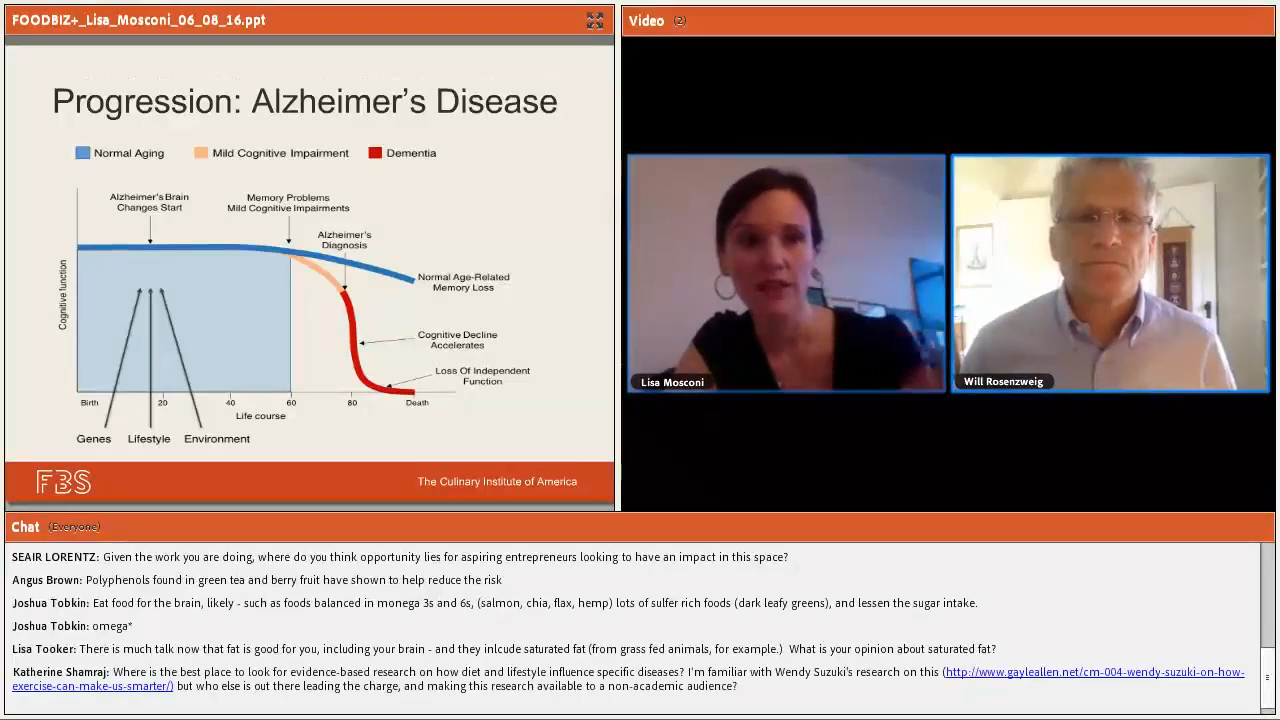 FOODBIZ+_Lisa_Mosconi_06_08_16.ppt
Progression: Alzheimer's Disease
Normal Aging
Mild Cognitive Impairment
Dementia
Alzheimer's Brain
Changes Start
Memory Problems
Mild Cognitive Impairments
Alzheimer's
Diagnosis
Normal Age-Related
Memory Loss
Cognitive function
Cognitive Decline
Accelerates
Loss Of Independent
Function
Birth 20 40 60 80 Death
Life course
Genes Lifestyle Environment
FBS
The Culinary Institute of America
Video (2)
Lisa Mosconi
Will Rosenzweig
Chat (Everyone)
SEAIR LORENTZ: Given the work you are doing, where do you think opportunity lies for aspiring entrepreneurs looking to have an impact in this space?
Angus Brown: Polyphenols found in green tea and berry fruit have shown to help reduce the risk
Joshua Tobkin: Eat food for the brain, likely - such as foods balanced in monega 3s and 6s, (salmon, chia, flax, hemp) lots of sulfer rich foods (dark leafy greens), and lessen the sugar intake.
Joshua Tobkin: omega*
Lisa Tooker: There is much talk now that fat is good for you, including your brain - and they inlcude saturated fat (from grass fed animals, for example.) What is your opinion about saturated fat?
Katherine Shamraj: Where is the best place to look for evidence-based research on how diet and lifestyle influence specific diseases? I'm familiar with Wendy Suzuki's research on this (http://www.gayleallen.net/cm-004-wendy-suzuki-on-how-
exercise-can-make-us-smarter/) but who else is out there leading the charge, and making this research available to a non-academic audience?